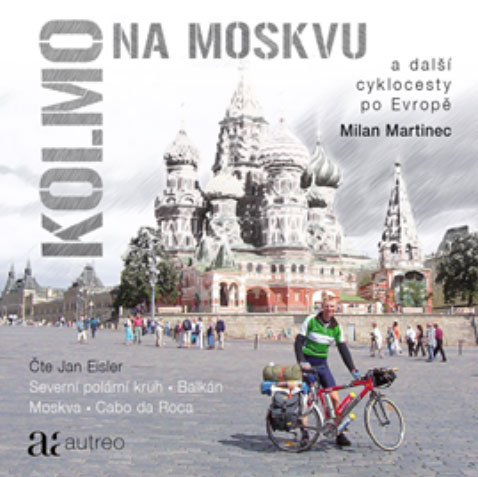 KOLMO
NA MOSKVU
a další
cyklocesty
po Evropě
Milan Martinec
Čte Jan Eisler
Severní polární kruh • Balkán
Moskva • Cabo da Roca
aa autreo